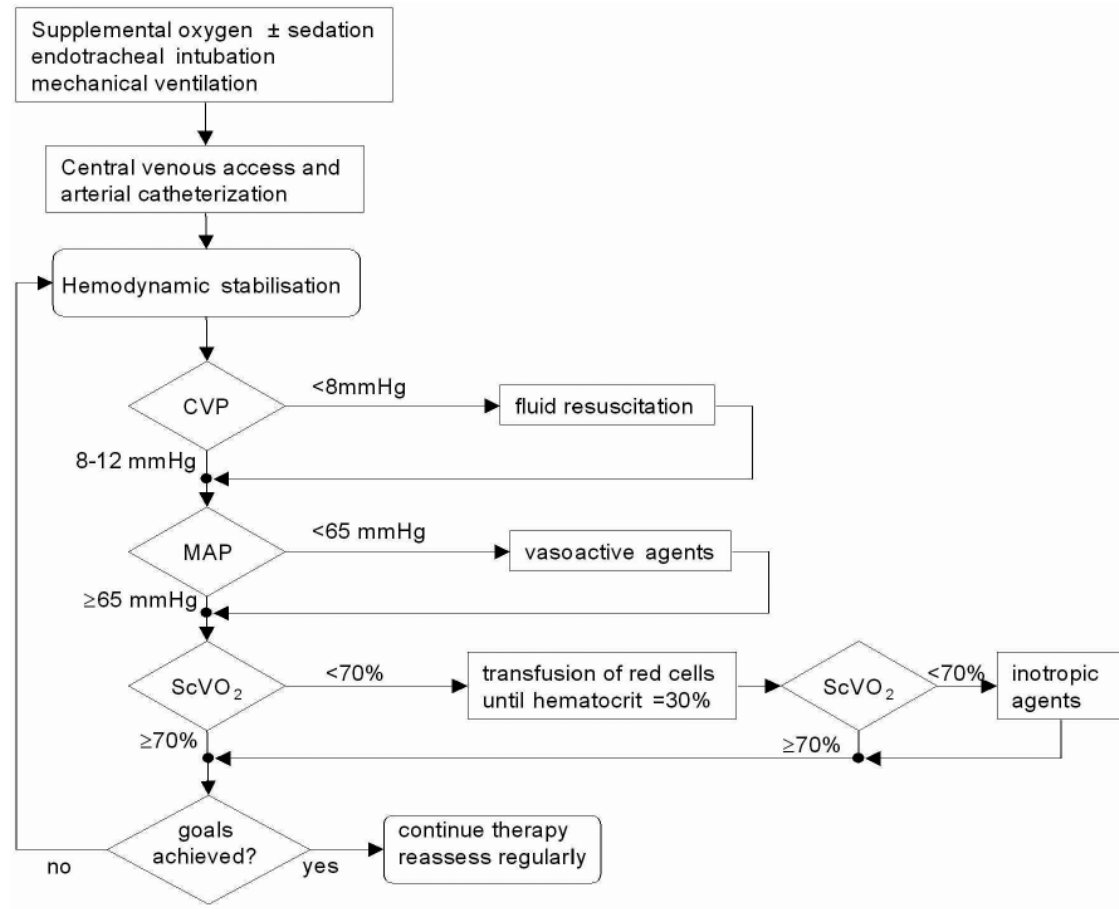 Supplemental oxygen ± sedation
endotracheal intubation
mechanical ventilation
Central venous access and
arterial catheterization
Hemodynamic stabilisation
CVP
<8mmHg
fluid resuscitation
8-12 mmHg
MAP
<65 mmHg
vasoactive agents
≥65 mmHg
ScVO₂
<70%
transfusion of red cells
until hematocrit =30%
ScVO₂
<70%
inotropic
agents
≥70%
≥70%
goals
achieved?
no
yes
continue therapy
reassess regularly